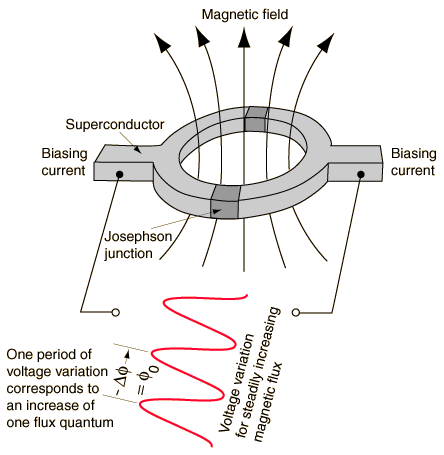 Magnetic field
Superconductor
Biasing
current
Biasing
current
Josephson
junction
One period of
voltage variation
corresponds to
an increase of
one flux quantum
-Δϕ
= ϕ0
Voltage variation
for steadily increasing
magnetic flux